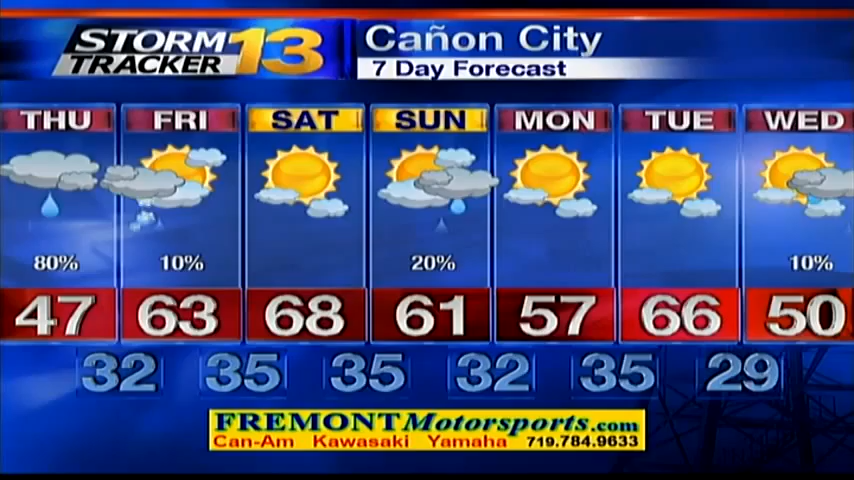 STORM TRACKER 13
Cañon City
7 Day Forecast
THU FRI SAT SUN MON TUE WED
80% 10% 20% 10%
47 63 68 61 57 66 50
32 35 35 32 35 29
FREMONT Motorsports.com
Can-Am Kawasaki Yamaha 719.784.9633